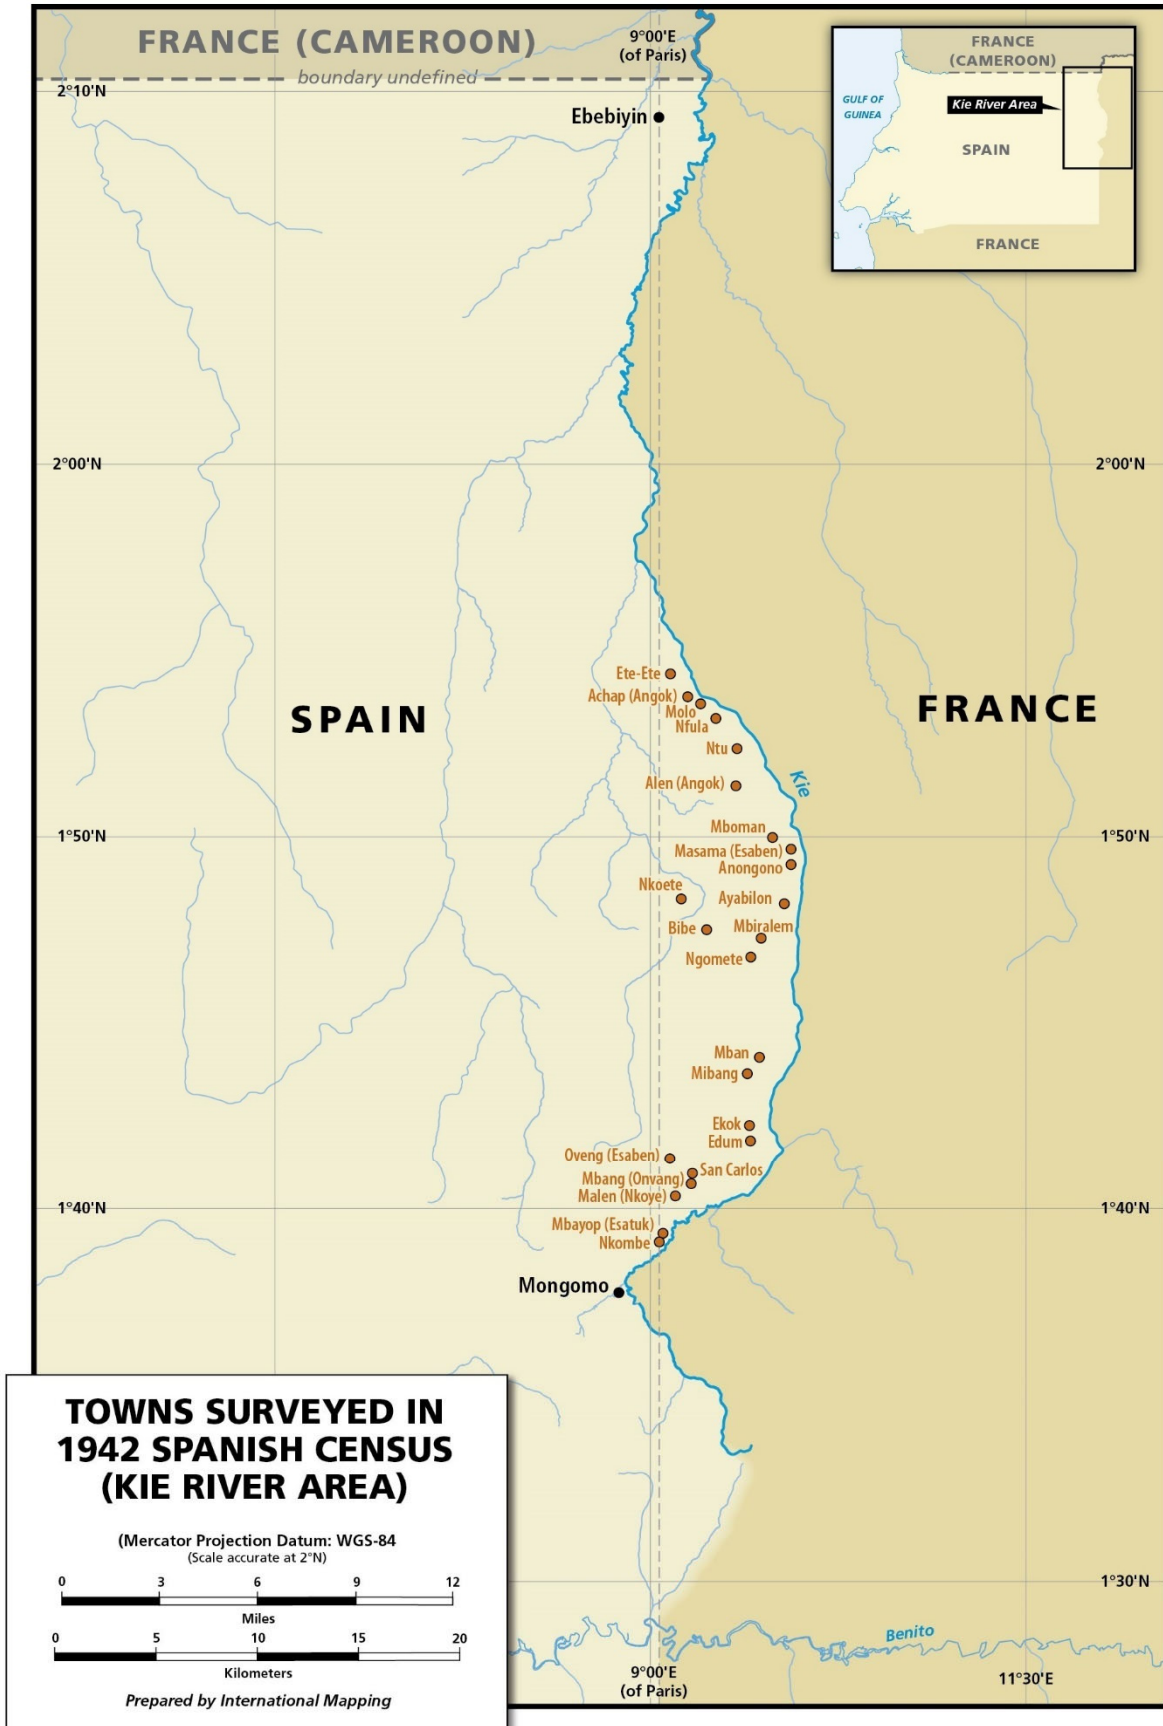 FRANCE (CAMEROON)
9°00'E
(of Paris)
boundary undefined
2°10'N
Ebebiyin
FRANCE
(CAMEROON)
GULF OF
GUINEA
Kie River Area
SPAIN
FRANCE
2°00'N
2°00'N
Ete-Ete
Achap (Angok)
Molo
Nfula
SPAIN
FRANCE
Ntu
Alen (Angok)
Kie
Mboman
1°50'N
1°50'N
Masama (Esaben)
Anongono
Nkoete
Ayabilon
Bibe
Mbiralem
Ngomete
Mban
Mibang
Ekok
Edum
Oveng (Esaben)
San Carlos
Mbang (Onvang)
Malen (Nkoye)
1°40'N
1°40'N
Mbayop (Esatuk)
Nkombe
Mongomo
TOWNS SURVEYED IN
1942 SPANISH CENSUS
(KIE RIVER AREA)
(Mercator Projection Datum: WGS-84
(Scale accurate at 2°N)
0 3 6 9 12
Miles
0 5 10 15 20
Kilometers
Prepared by International Mapping
1°30'N
Benito
9°00'E
(of Paris)
11°30'E